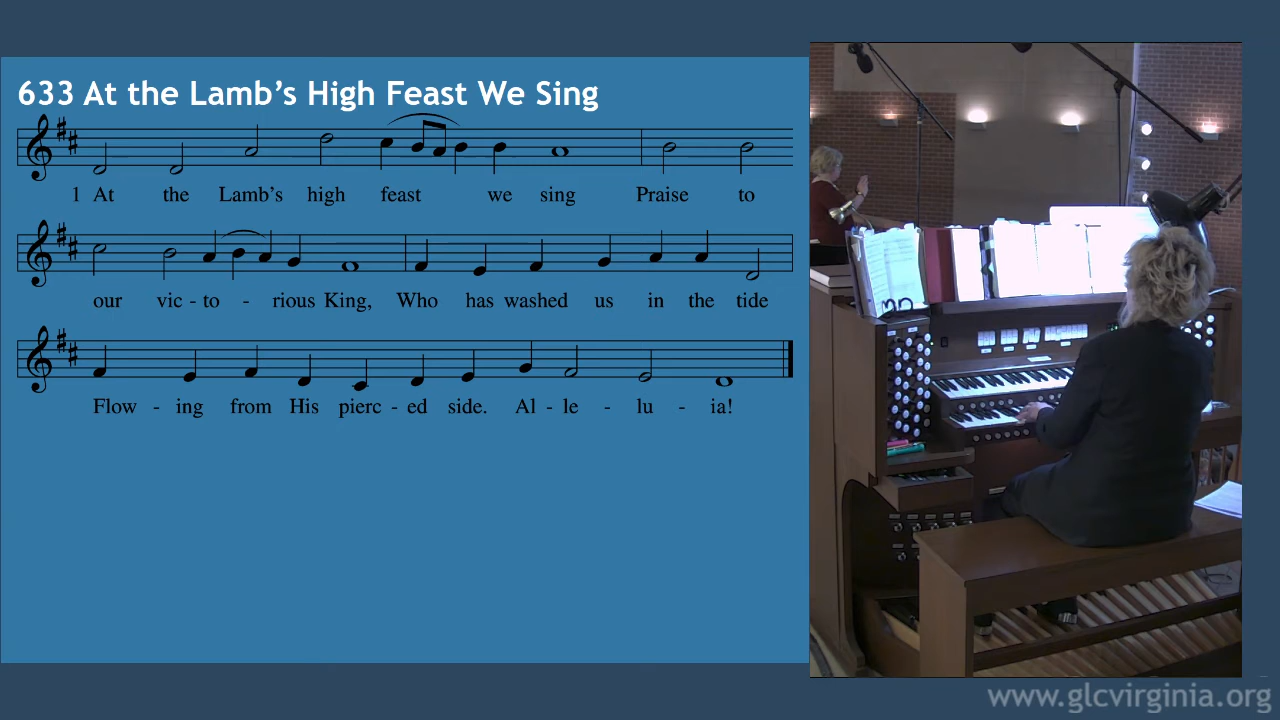 633 At the Lamb’s High Feast We Sing
1 At the Lamb’s high feast we sing Praise to
our vic - to - rious King, Who has washed us in the tide
Flow - ing from His pierc - ed side. Al - le - lu - ia!
www.glcvirginia.org